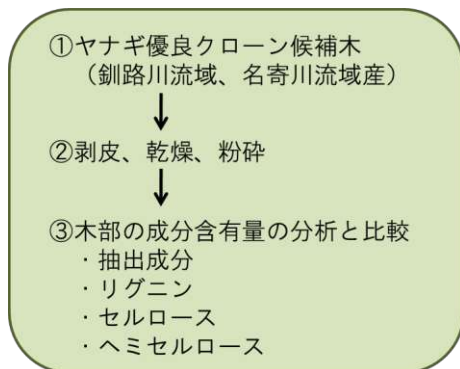 ①ヤナギ優良クローン候補木
（釧路川流域、名寄川流域産）
②剥皮、乾燥、粉砕
③木部の成分含有量の分析と比較
・抽出成分
・リグニン
・セルロース
・ヘミセルロース